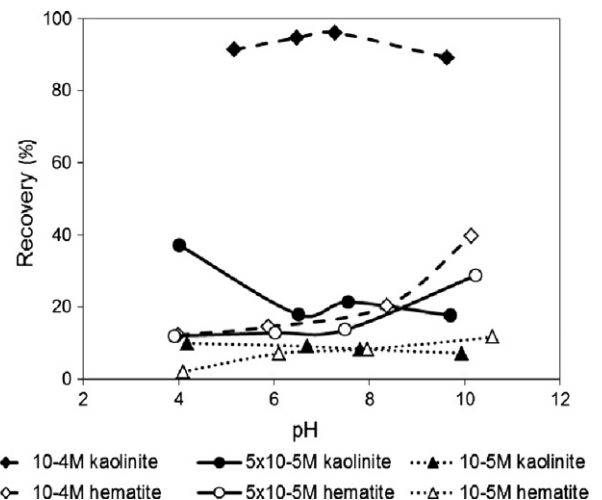 100
80
60
40
20
0
Recovery (%)
2 4 6 8 10 12
pH
10-4M kaolinite 5x10-5M kaolinite 10-5M kaolinite
10-4M hematite 5x10-5M hematite 10-5M hematite